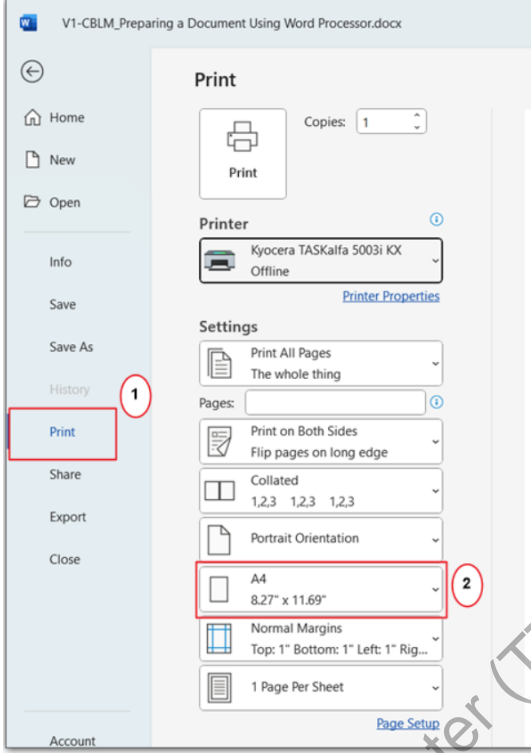 V1-CBLM_Preparing a Document Using Word Processor.docx
Home
New
Open
Info
Save
Save As
History
1
Print
Share
Export
Close
Account
Print
Copies: 1
Print
Printer
Kyocera TASKalfa 5003i KX
Offline
Printer Properties
Settings
Print All Pages
The whole thing
Pages:
Print on Both Sides
Flip pages on long edge
Collated
1,2,3 1,2,3 1,2,3
Portrait Orientation
A4
8.27" x 11.69"
2
Normal Margins
Top: 1" Bottom: 1" Left: 1" Rig...
1 Page Per Sheet
Page Setup